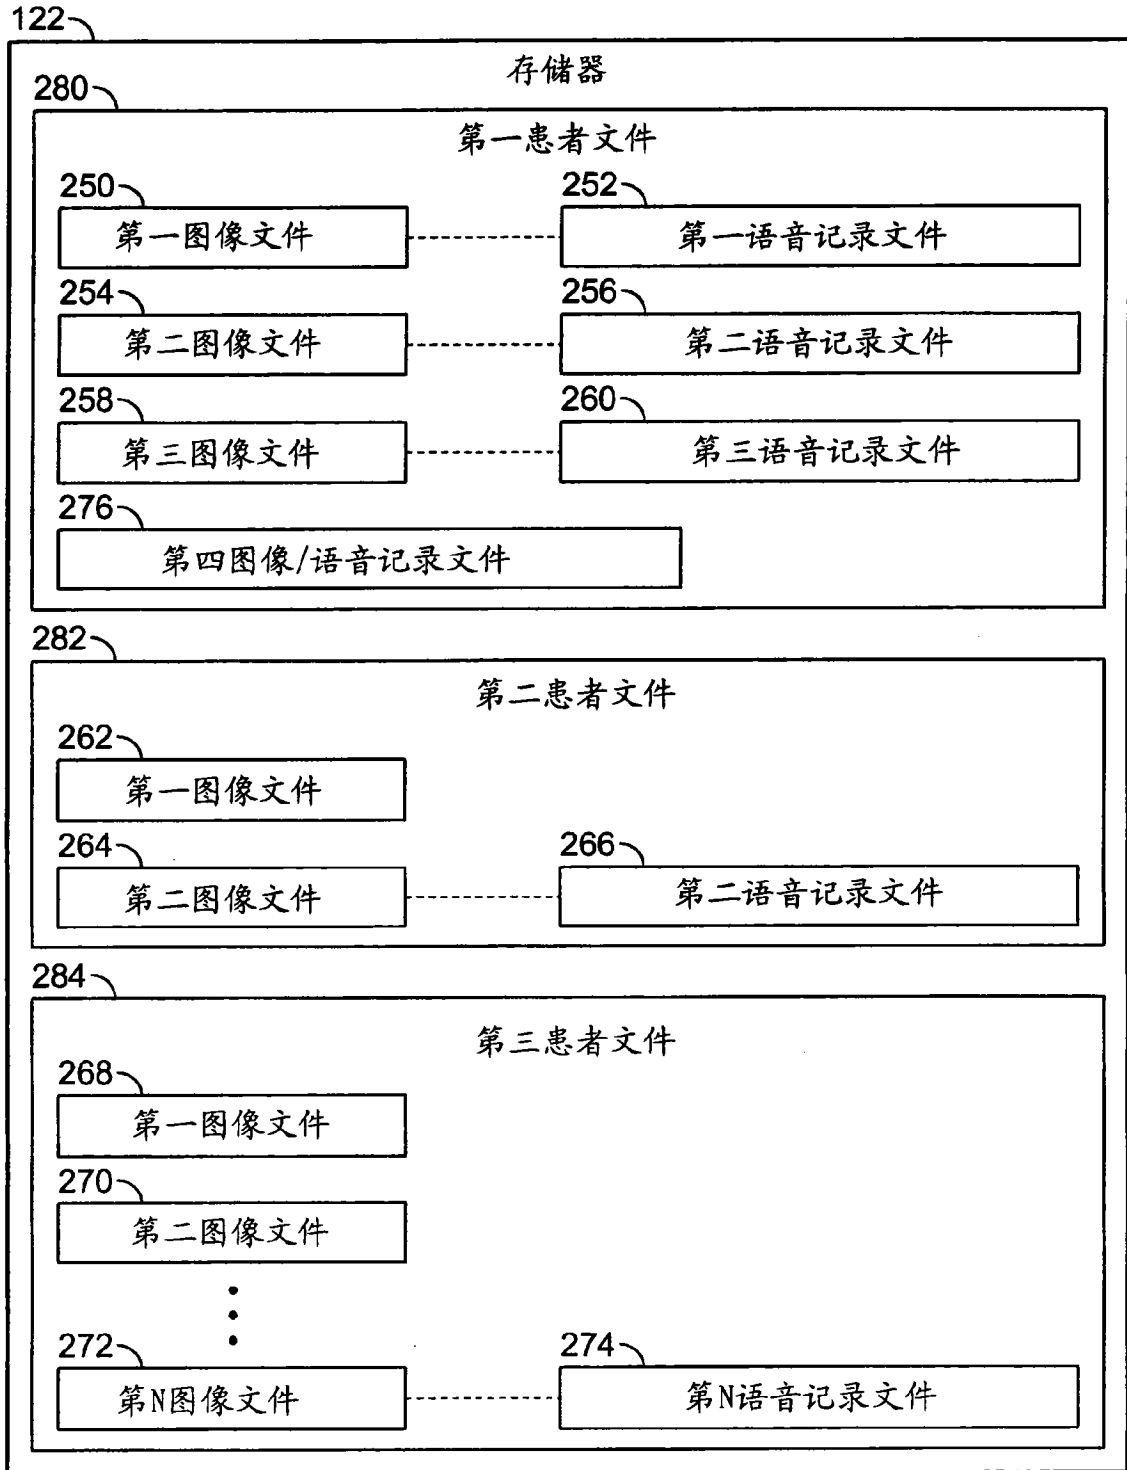 122
存储器
280
第一患者文件
250
252
第一图像文件
第一语音记录文件
254
256
第二图像文件
第二语音记录文件
258
260
第三图像文件
第三语音记录文件
276
第四图像/语音记录文件
282
第二患者文件
262
第一图像文件
264
266
第二图像文件
第二语音记录文件
284
第三患者文件
268
第一图像文件
270
第二图像文件
272
274
第N图像文件
第N语音记录文件